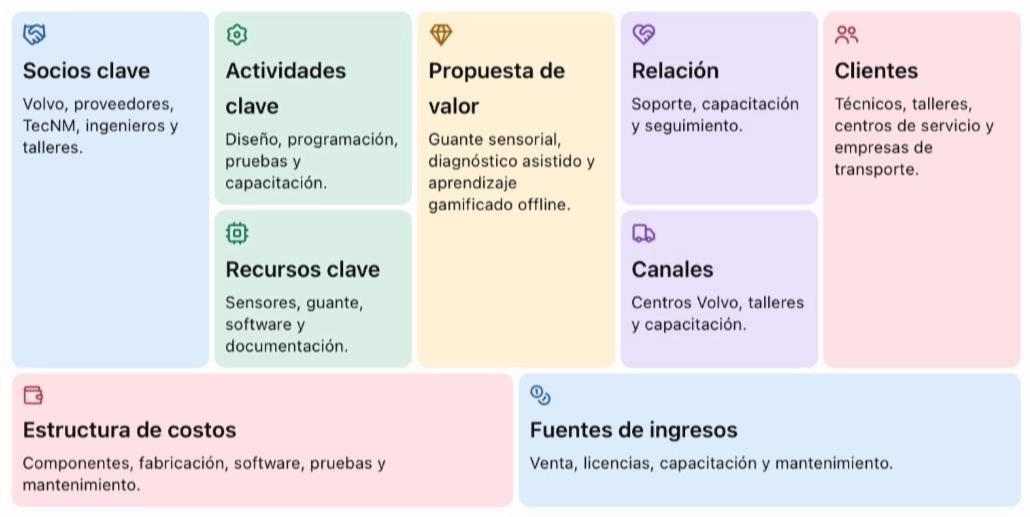 Socios clave
Volvo, proveedores,
TecNM, ingenieros y
talleres.
Actividades
clave
Diseño, programación,
pruebas y
capacitación.
Recursos clave
Sensores, guante,
software y
documentación.
Propuesta de
valor
Guante sensorial,
diagnóstico asistido y
aprendizaje
gamificado offline.
Relación
Soporte, capacitación
y seguimiento.
Canales
Centros Volvo, talleres
y capacitación.
Clientes
Técnicos, talleres,
centros de servicio y
empresas de
transporte.
Estructura de costos
Componentes, fabricación, software, pruebas y
mantenimiento.
Fuentes de ingresos
Venta, licencias, capacitación y mantenimiento.